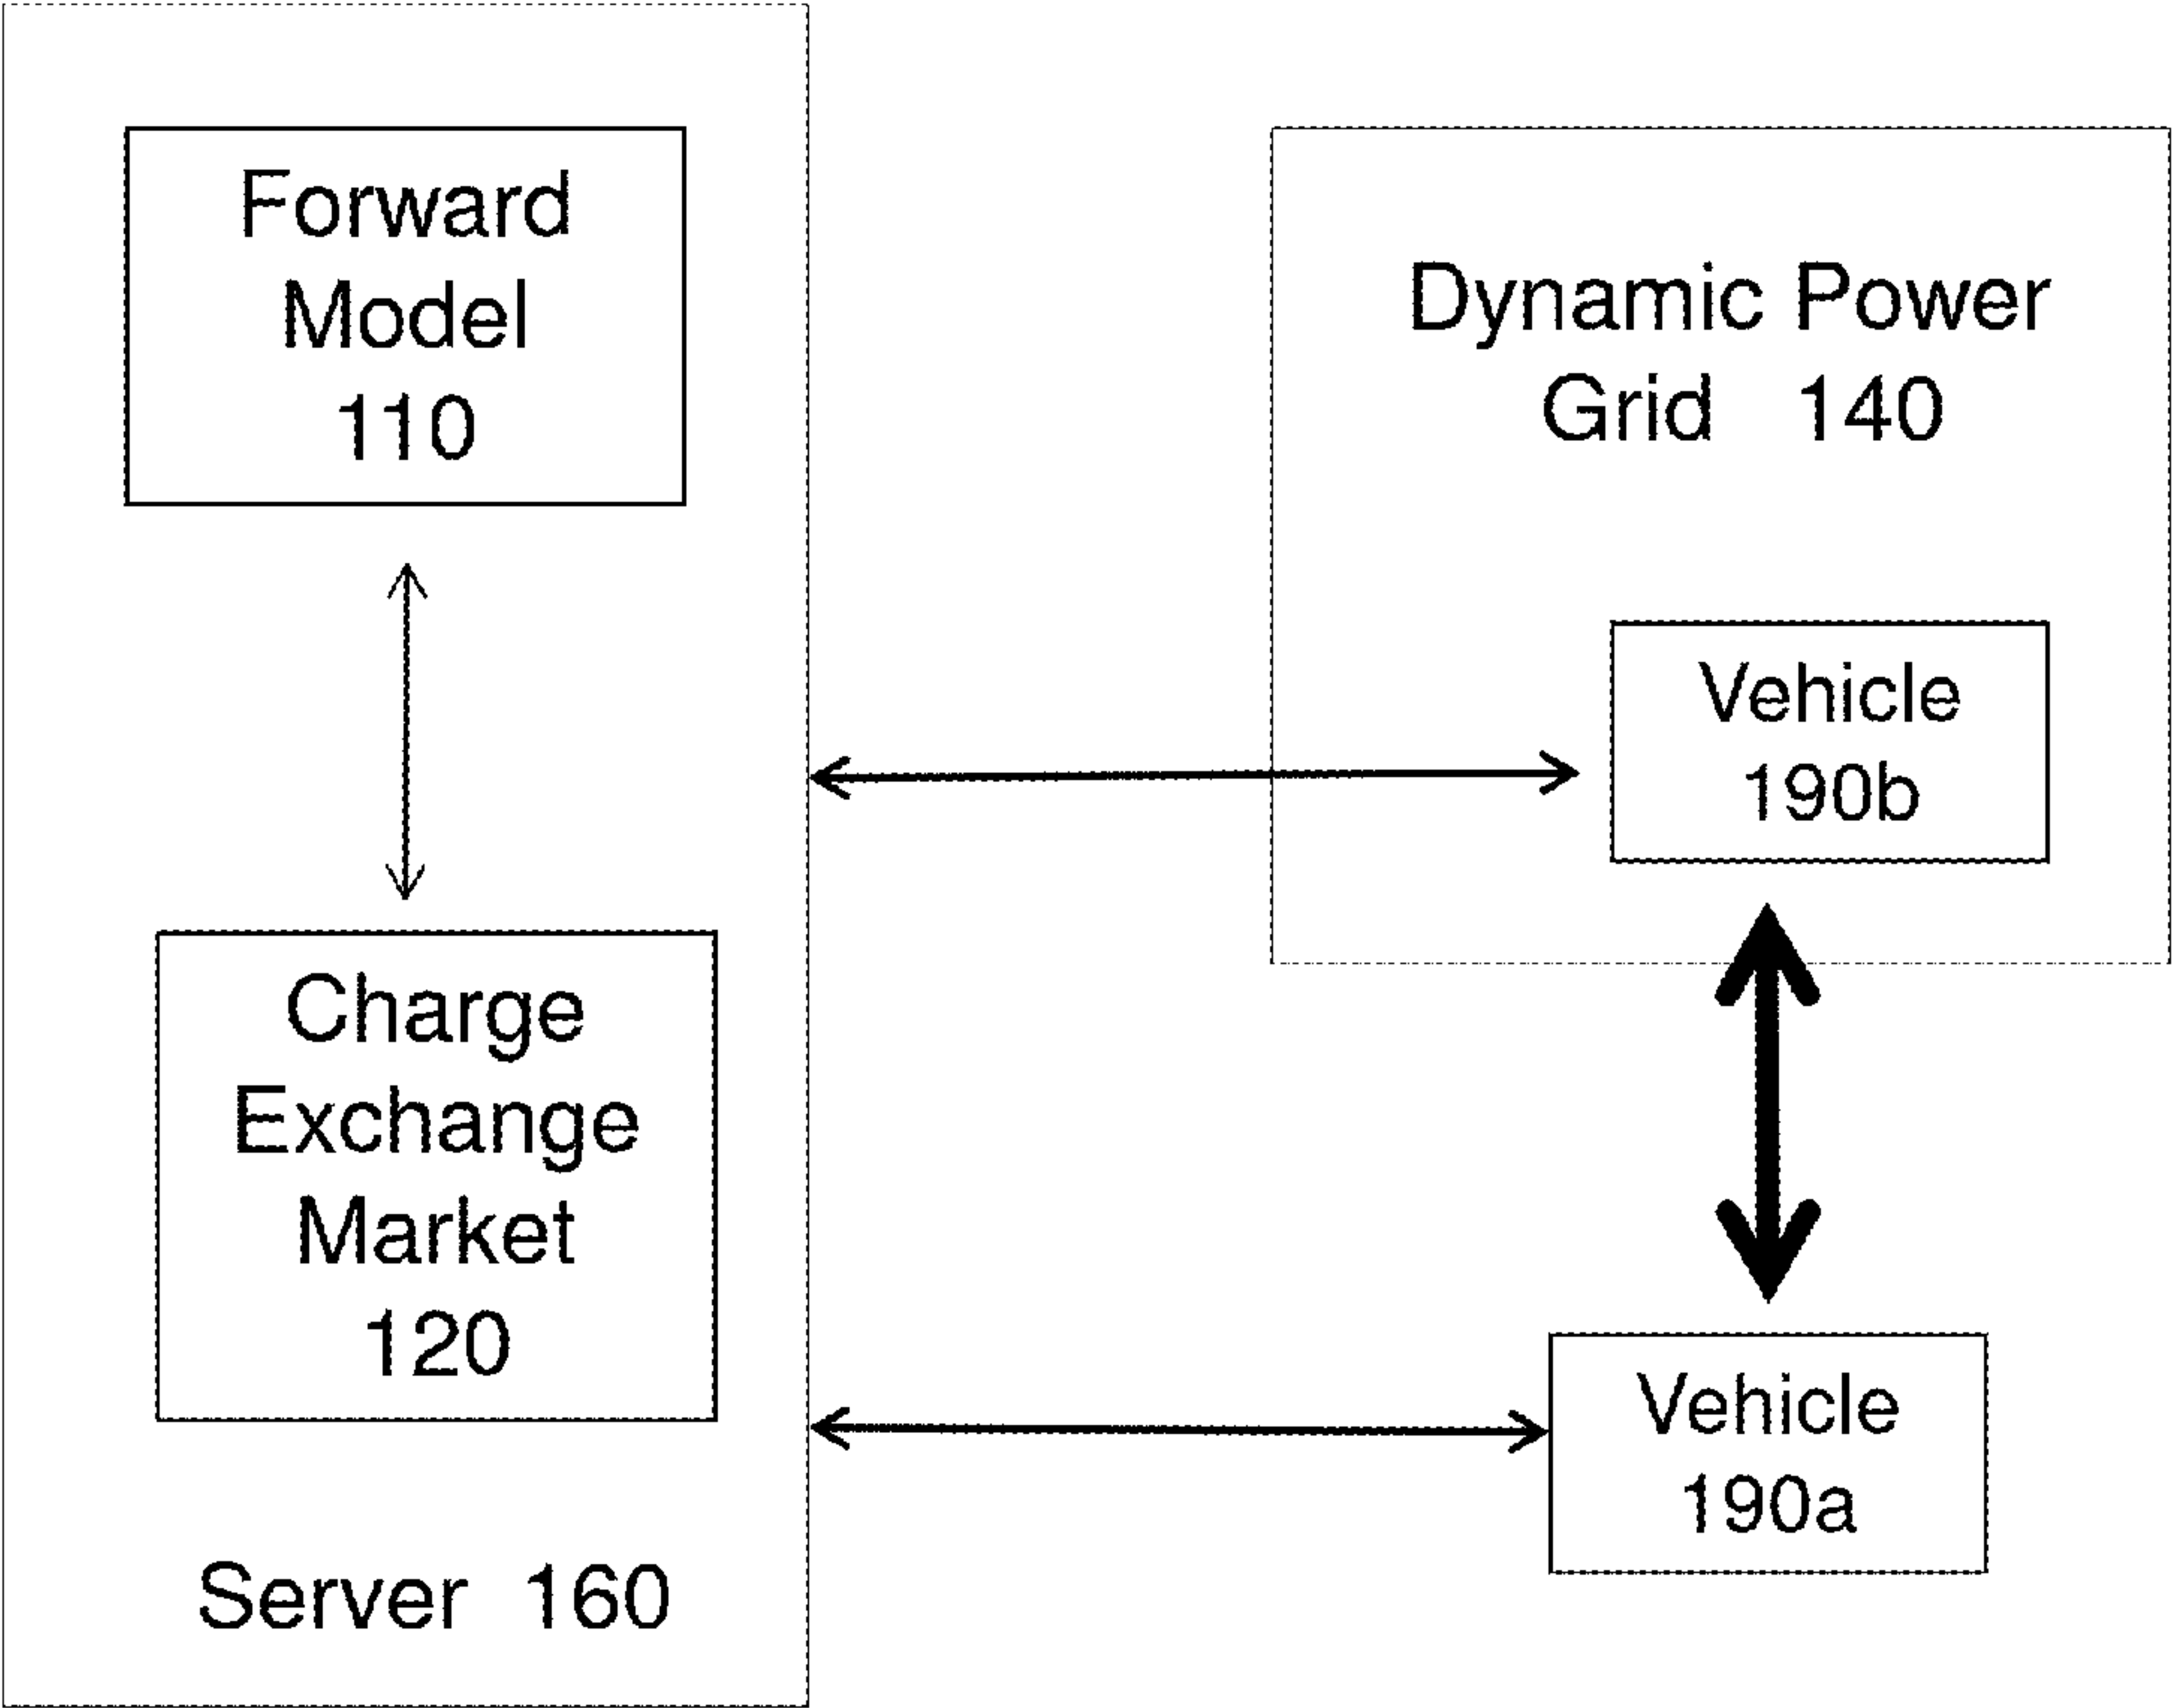 Forward
Model
110
Charge
Exchange
Market
120
Server 160
Dynamic Power
Grid 140
Vehicle
190b
Vehicle
190a